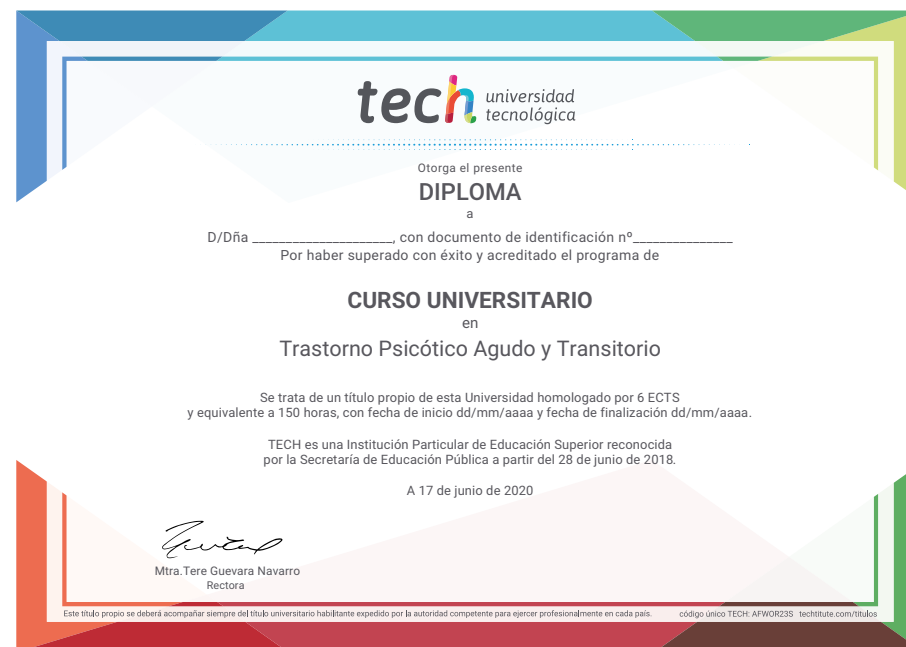 tech universidad
tecnológica
Otorga el presente
DIPLOMA
a
D/Dña ______________________, con documento de identificación nº_______________
Por haber superado con éxito y acreditado el programa de
CURSO UNIVERSITARIO
en
Trastorno Psicótico Agudo y Transitorio
Se trata de un título propio de esta Universidad homologado por 6 ECTS
y equivalente a 150 horas, con fecha de inicio dd/mm/aaaa y fecha de finalización dd/mm/aaaa.
TECH es una Institución Particular de Educación Superior reconocida
por la Secretaría de Educación Pública a partir del 28 de junio de 2018.
A 17 de junio de 2020
Mtra.Tere Guevara Navarro
Rectora
Este título propio se deberá acompañar siempre del título universitario habilitante expedido por la autoridad competente para ejercer profesionalmente en cada país. código único TECH: AFWOR23S techtitute.com/titulos